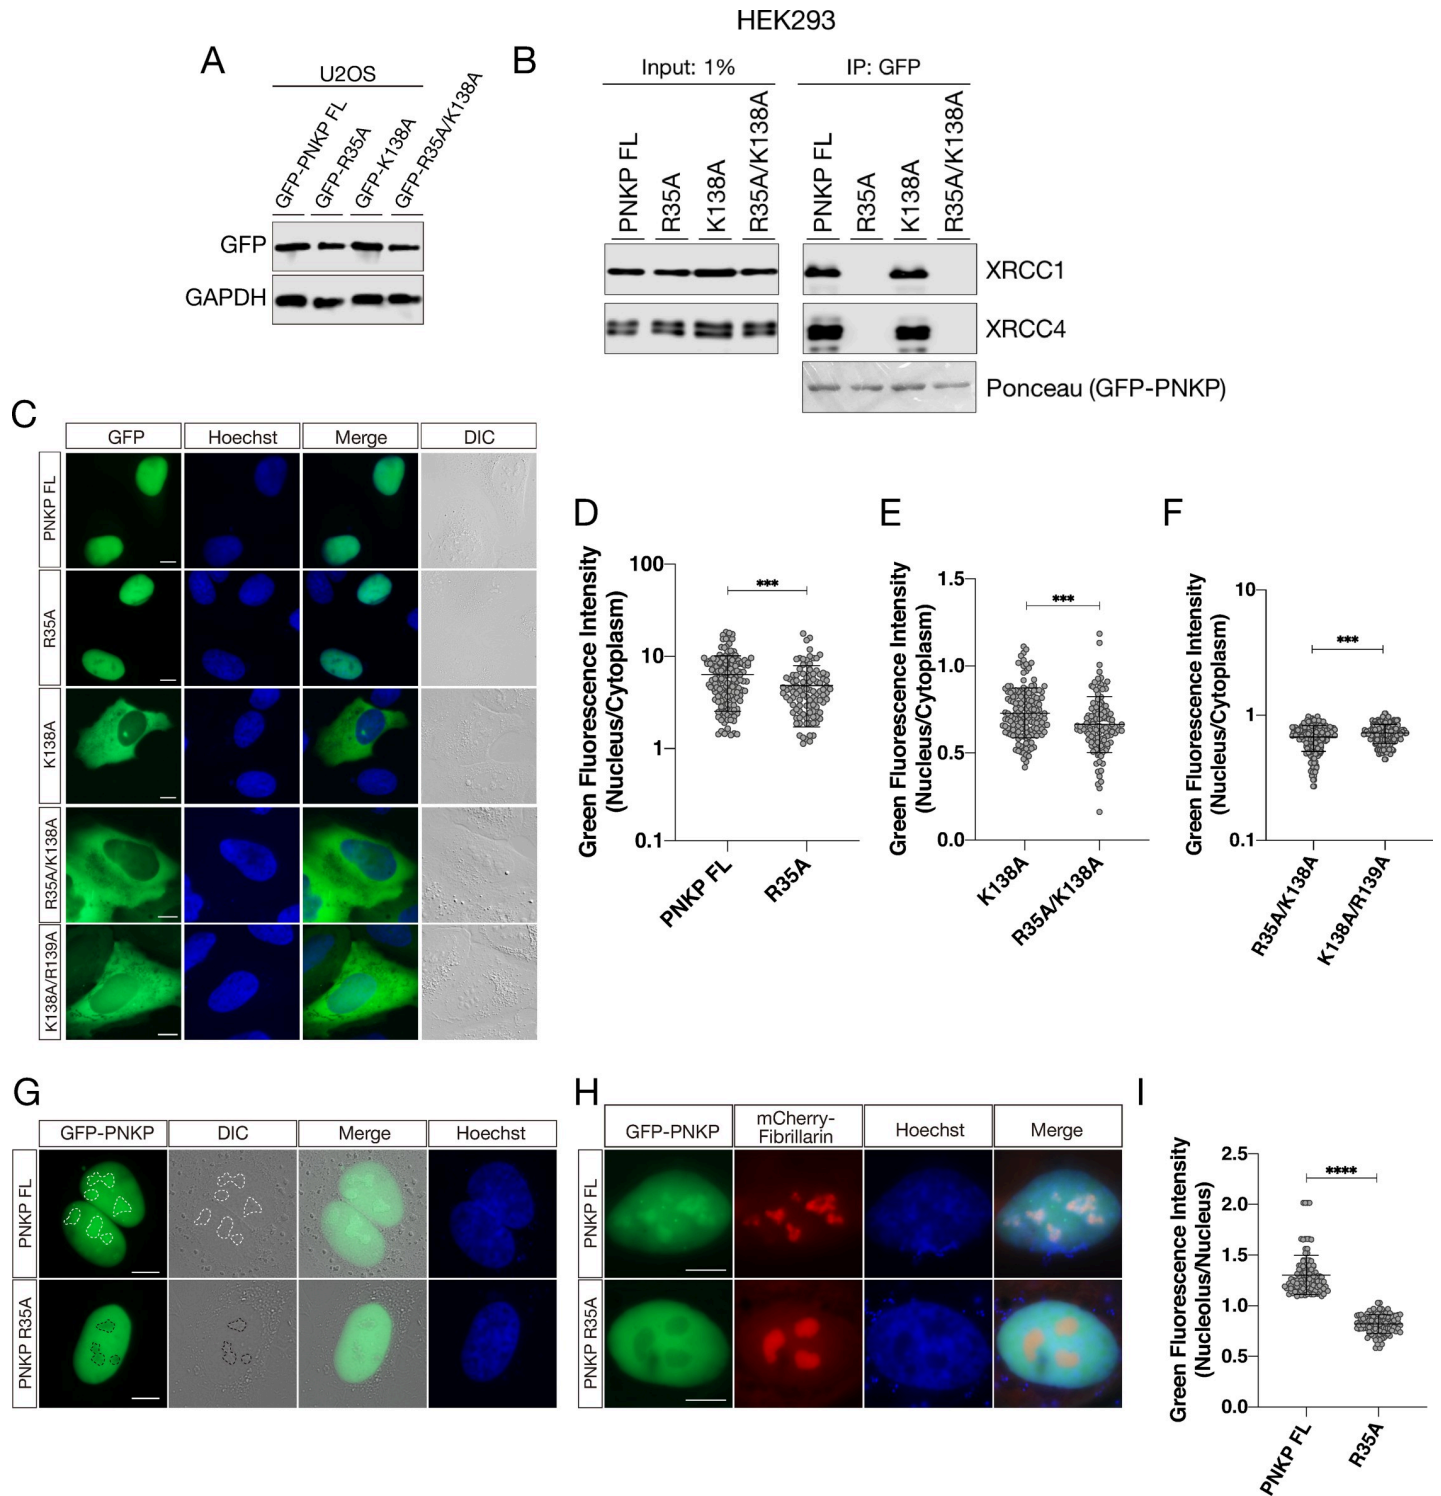 HEK293
A
U2OS
GFP-PNKP FL
GFP-R35A
GFP-K138A
GFP-R35A/K138A
GFP
GAPDH
B
Input: 1%
IP: GFP
PNKP FL
R35A
K138A
R35A/K138A
PNKP FL
R35A
K138A
R35A/K138A
XRCC1
XRCC4
Ponceau (GFP-PNKP)
C
GFP
Hoechst
Merge
DIC
PNKP FL
R35A
K138A
R35A/K138A
K138A/R139A
D
Green Fluorescence Intensity
(Nucleus/Cytoplasm)
100
10
1
0.1
***
PNKP FL
R35A
E
Green Fluorescence Intensity
(Nucleus/Cytoplasm)
1.5
1.0
0.5
0.0
***
K138A
R35A/K138A
F
Green Fluorescence Intensity
(Nucleus/Cytoplasm)
10
1
0.1
***
R35A/K138A
K138A/R139A
G
GFP-PNKP
DIC
Merge
Hoechst
PNKP FL
PNKP R35A
H
GFP-PNKP
mCherry-
Fibrillarin
Hoechst
Merge
PNKP FL
PNKP R35A
I
Green Fluorescence Intensity
(Nucleolus/Nucleus)
2.5
2.0
1.5
1.0
0.5
0.0
****
PNKP FL
R35A